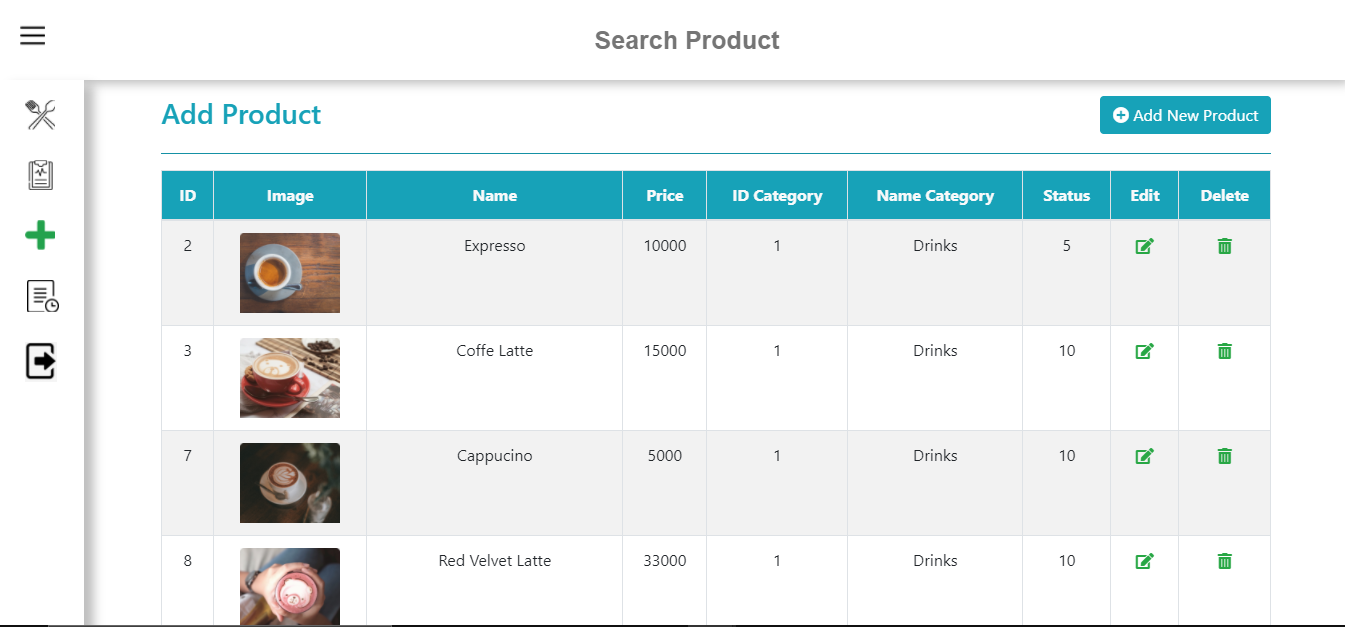 Search Product
Add Product
Add New Product
ID Image Name Price ID Category Name Category Status Edit Delete
2 Expresso 10000 1 Drinks 5
3 Coffe Latte 15000 1 Drinks 10
7 Cappucino 5000 1 Drinks 10
8 Red Velvet Latte 33000 1 Drinks 10